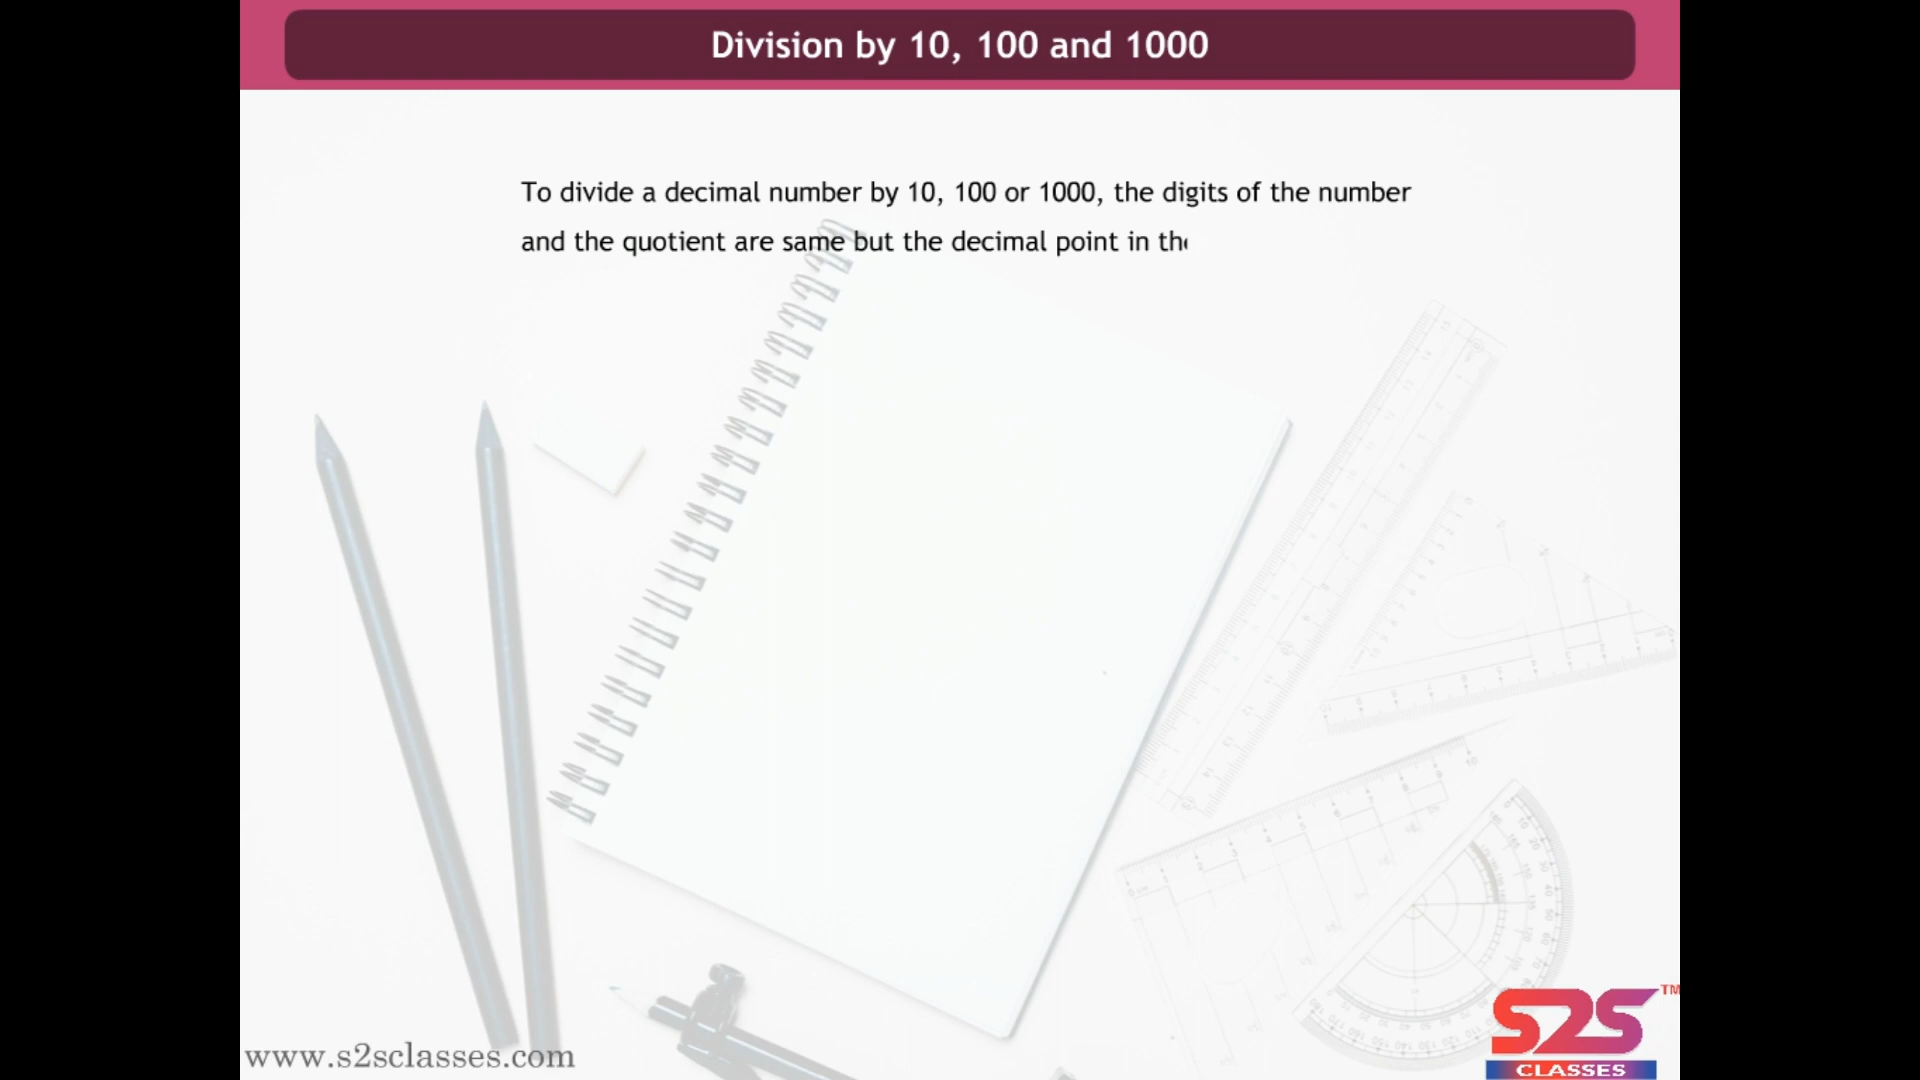 Division by 10, 100 and 1000
To divide a decimal number by 10, 100 or 1000, the digits of the number
and the quotient are same but the decimal point in the
www.s2sclasses.com
S2S TM
CLASSES